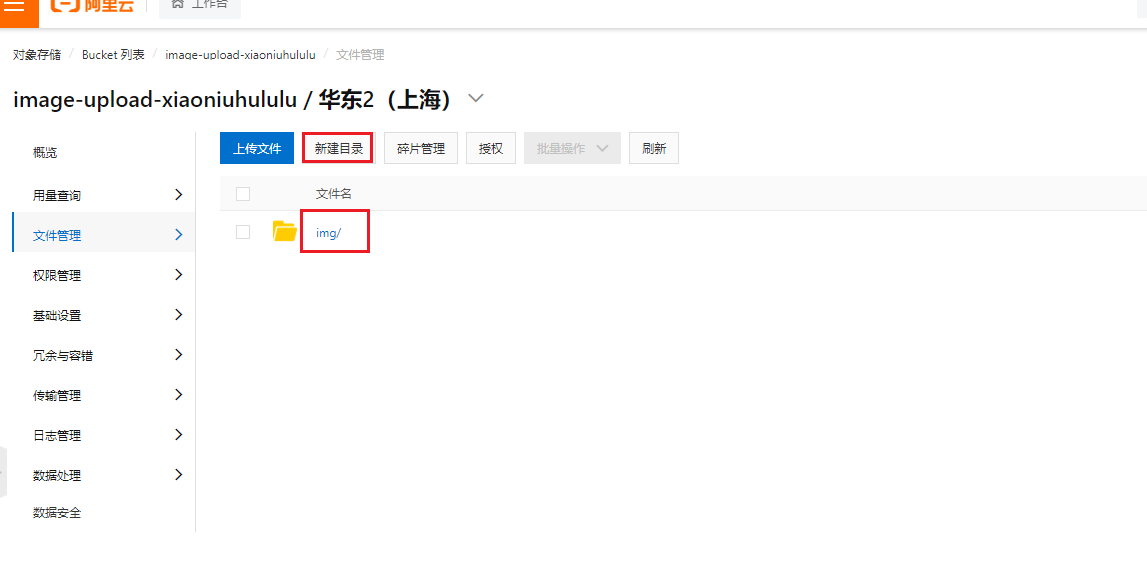 阿里云 工作台
对象存储 / Bucket 列表 / image-upload-xiaoniuhululu / 文件管理
image-upload-xiaoniuhululu / 华东2（上海）
概览
用量查询
文件管理
权限管理
基础设置
冗余与容错
传输管理
日志管理
数据处理
数据安全
上传文件 新建目录 碎片管理 授权 批量操作 刷新
文件名
img/